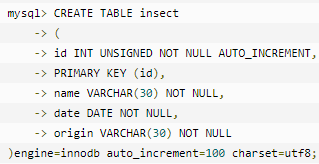 mysql> CREATE TABLE insect
-> (
-> id INT UNSIGNED NOT NULL AUTO_INCREMENT,
-> PRIMARY KEY (id),
-> name VARCHAR(30) NOT NULL,
-> date DATE NOT NULL,
-> origin VARCHAR(30) NOT NULL
)engine=innodb auto_increment=100 charset=utf8;